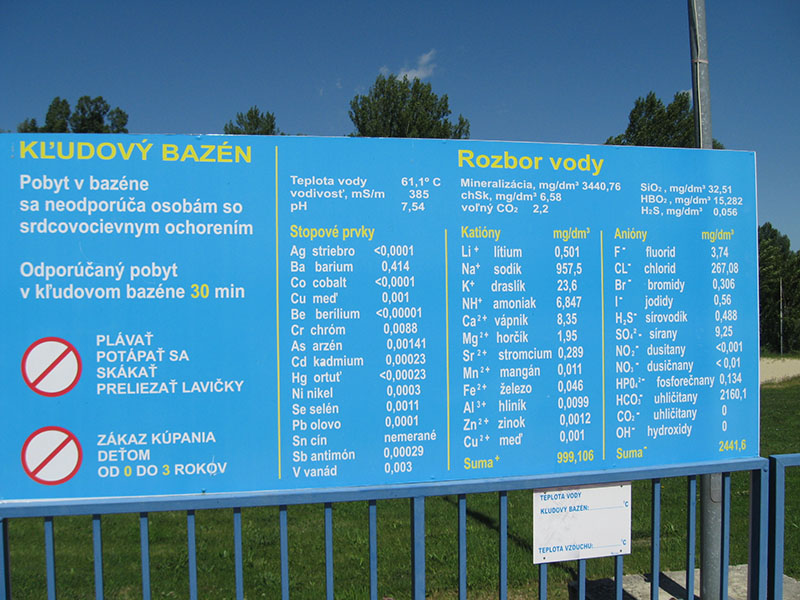 KĽUDOVÝ BAZÉN
Pobyt v bazéne
sa neodporúča osobám so
srdcovocievnym ochorením
Odporúčaný pobyt
v kľudovom bazéne 30 min
PLÁVAŤ
POTÁPAŤ SA
SKÁKAŤ
PRELIEZAŤ LAVIČKY
ZÁKAZ KÚPANIA
DEŤOM
OD 0 DO 3 ROKOV
Rozbor vody
Teplota vody 61,1° C
vodivosť, mS/m 385
pH 7,54
Mineralizácia, mg/dm³ 3440,76
chSk, mg/dm³ 6,58
voľný CO₂ 2,2
SiO₂, mg/dm³ 32,51
HBO₂, mg/dm³ 15,282
H₂S, mg/dm³ 0,056
Stopové prvky
Ag striebro <0,0001
Ba barium 0,414
Co cobalt <0,0001
Cu meď 0,001
Be berílium <0,00001
Cr chróm 0,0088
As arzén 0,00141
Cd kadmium 0,00023
Hg ortuť <0,00023
Ni nikel 0,0003
Se selén 0,0011
Pb olovo 0,0001
Sn cín nemerané
Sb antimón 0,00029
V vanád 0,003
Katióny mg/dm³
Li⁺ lítium 0,501
Na⁺ sodík 957,5
K⁺ draslík 23,6
NH⁺ amoniak 6,847
Ca²⁺ vápnik 8,35
Mg²⁺ horčík 1,95
Sr²⁺ stromcium 0,289
Mn²⁺ mangán 0,011
Fe²⁺ železo 0,046
Al³⁺ hliník 0,0099
Zn²⁺ zinok 0,0012
Cu²⁺ meď 0,001
Suma⁺ 999,106
Anióny mg/dm³
F⁻ fluorid 3,74
CL⁻ chlorid 267,08
Br⁻ bromidy 0,306
I⁻ jodidy 0,56
H₂S⁻ sírovodík 0,488
SO₄²⁻ sírany 9,25
NO₂⁻ dusitany <0,001
NO₃⁻ dusičnany < 0,01
HPO₄²⁻ fosforečnany 0,134
HCO₃⁻ uhličitany 2160,1
CO₃⁻ uhličitany 0
OH⁻ hydroxidy 0
Suma⁻ 2441,6
TEPLOTA VODY
KĽUDOVÝ BAZÉN: °C
TEPLOTA VZDUCHU: °C